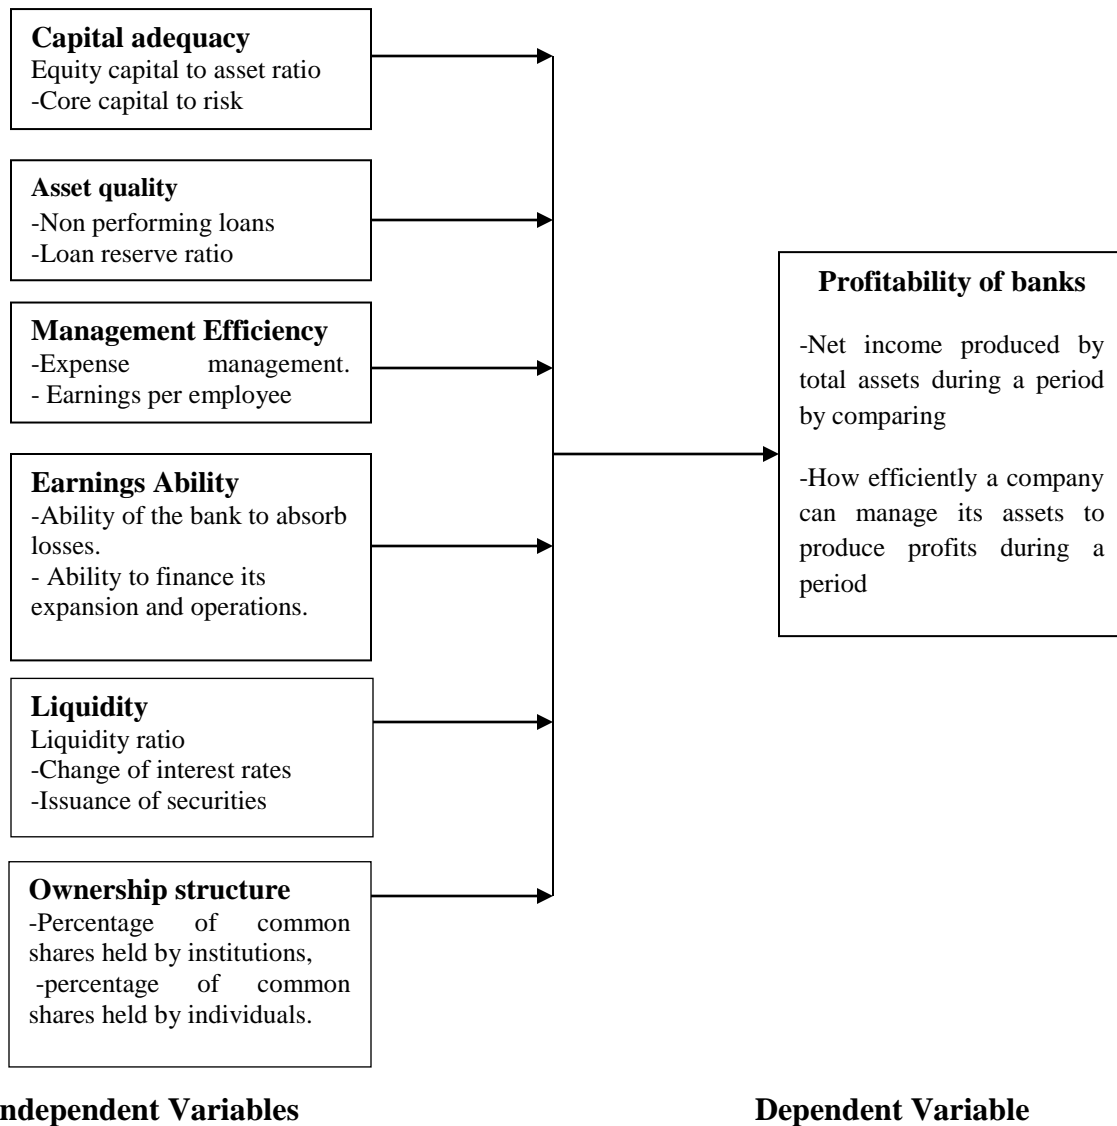 Capital adequacy
Equity capital to asset ratio
-Core capital to risk
Asset quality
-Non performing loans
-Loan reserve ratio
Management Efficiency
-Expense management.
- Earnings per employee
Earnings Ability
-Ability of the bank to absorb
losses.
- Ability to finance its
expansion and operations.
Liquidity
Liquidity ratio
-Change of interest rates
-Issuance of securities
Ownership structure
-Percentage of common
shares held by institutions,
-percentage of common
shares held by individuals.
Profitability of banks
-Net income produced by
total assets during a period
by comparing
-How efficiently a company
can manage its assets to
produce profits during a
period
ndependent Variables
Dependent Variable